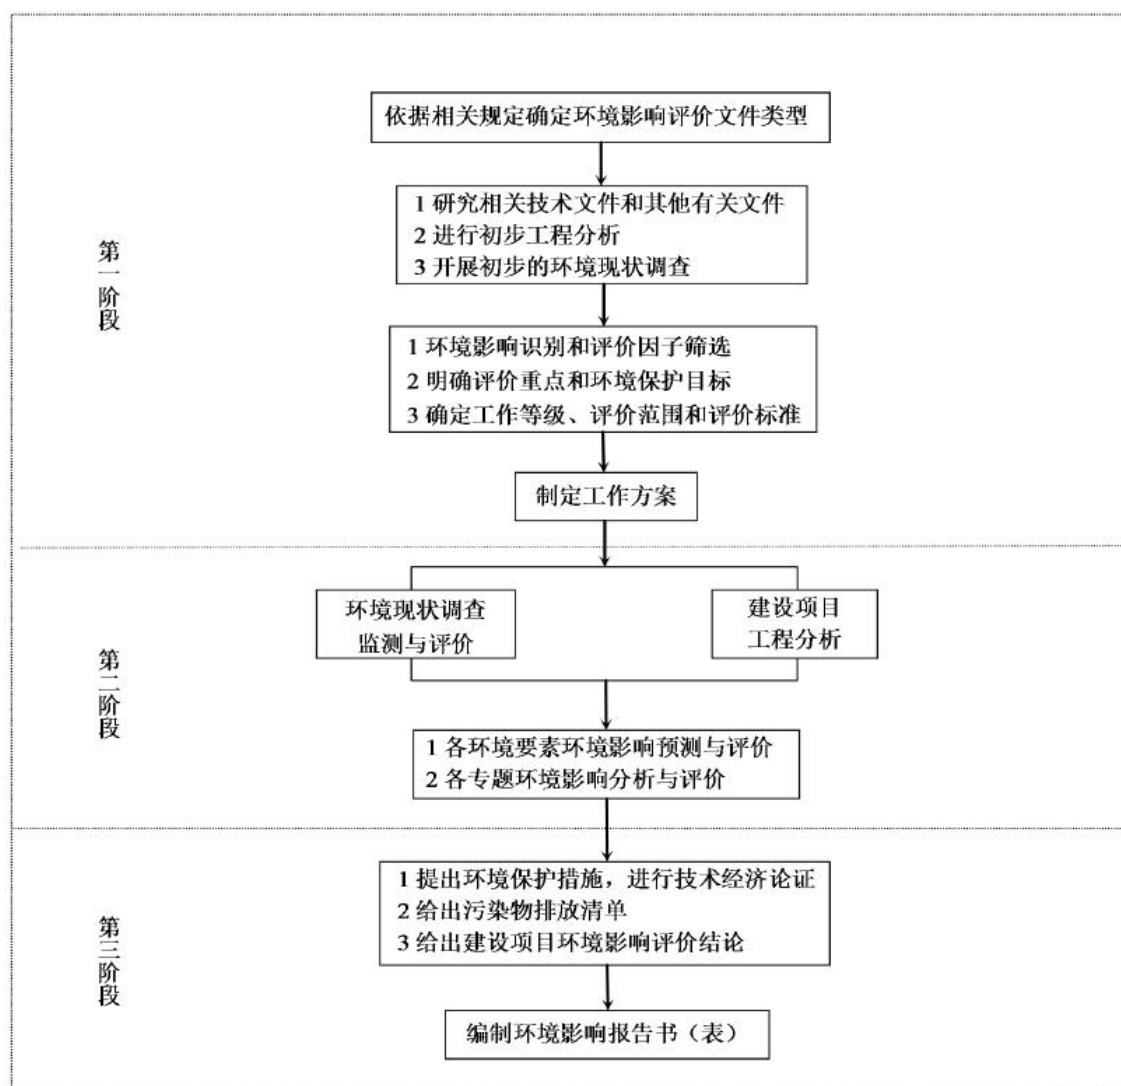 依据相关规定确定环境影响评价文件类型
1 研究相关技术文件和其他有关文件
2 进行初步工程分析
3 开展初步的环境现状调查
第一阶段
1 环境影响识别和评价因子筛选
2 明确评价重点和环境保护目标
3 确定工作等级、评价范围和评价标准
制定工作方案
环境现状调查
监测与评价
建设项目
工程分析
第二阶段
1 各环境要素环境影响预测与评价
2 各专题环境影响分析与评价
1 提出环境保护措施，进行技术经济论证
2 给出污染物排放清单
3 给出建设项目环境影响评价结论
第三阶段
编制环境影响报告书（表）